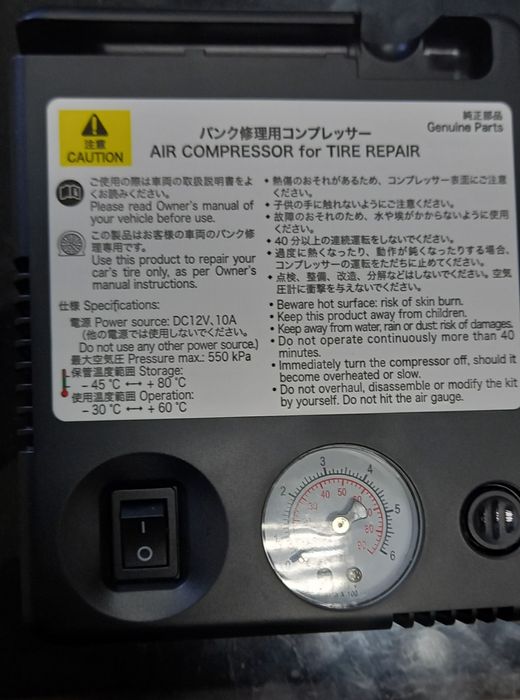 注意
CAUTION
純正部品
Genuine Parts
パンク修理用コンプレッサー
AIR COMPRESSOR for TIRE REPAIR
ご使用の際は車両の取扱説明書をよ
くお読みください。
Please read Owner's manual of
your vehicle before use.
この製品はお客様の車両のパンク修
理専用です。
Use this product to repair your
car's tire only, as per Owner's
manual instructions.
仕様 Specifications:
電源 Power source: DC12V, 10A
(他の電源では使用しないでください。
Do not use any other power source.)
最大空気圧 Pressure max.: 550 kPa
保管温度範囲 Storage:
– 45 °C ↔ + 80°C
使用温度範囲 Operation:
– 30 °C ↔ + 60 °C
• 熱傷のおそれがあるため、コンプレッサー表面にご注意
ください。
• 子供の手に触れないようにご注意ください。
• 故障のおそれのため、水や埃がかからないように使用
ください。
• 40 分以上の連続運転をしないでください。
• 過度に熱くなったり、動作が鈍くなったりする場合、
コンプレッサーの運転をただちに止めてください。
• 点検、整備、改造、分解などはしないでください。空気
圧計に衝撃を与えないでください。
• Beware hot surface: risk of skin burn.
• Keep this product away from children.
• Keep away from water, rain or dust risk of damages.
• Do not operate continuously more than 40
minutes.
• Immediately turn the compressor off, should it
become overheated or slow.
• Do not overhaul, disassemble or modify the kit
by yourself. Do not hit the air gauge.
I
O
2 3 4 5 6
30 40 50 80 90
x 100